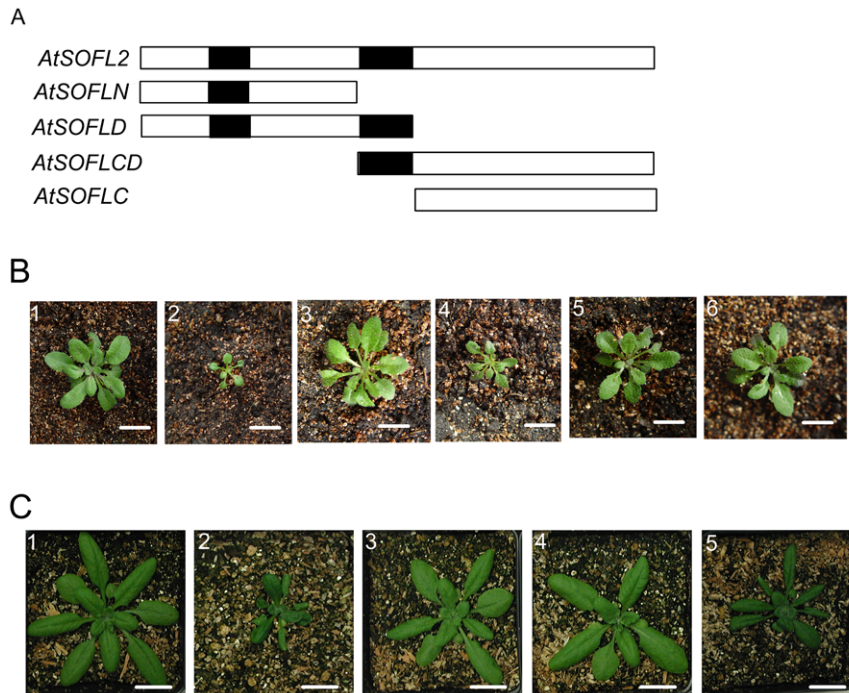 A
AtSOFL2
AtSOFLN
AtSOFLD
AtSOFLCD
AtSOFLC
B
1 2 3 4 5 6
C
1 2 3 4 5